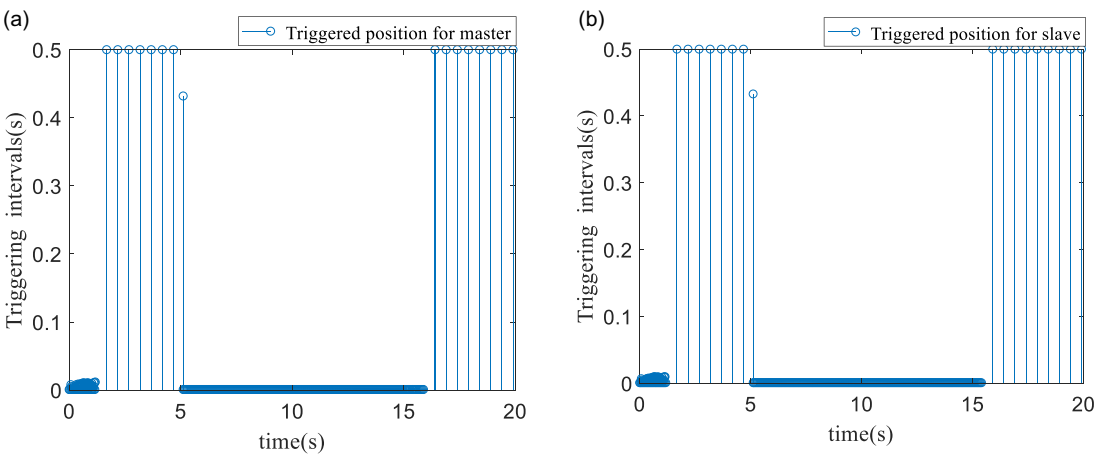 (a)
Triggered position for master
0.5
0.4
0.3
0.2
0.1
0
Triggering intervals(s)
0 5 10 15 20
time(s)
(b)
Triggered position for slave
0.5
0.4
0.3
0.2
0.1
0
Triggering intervals(s)
0 5 10 15 20
time(s)